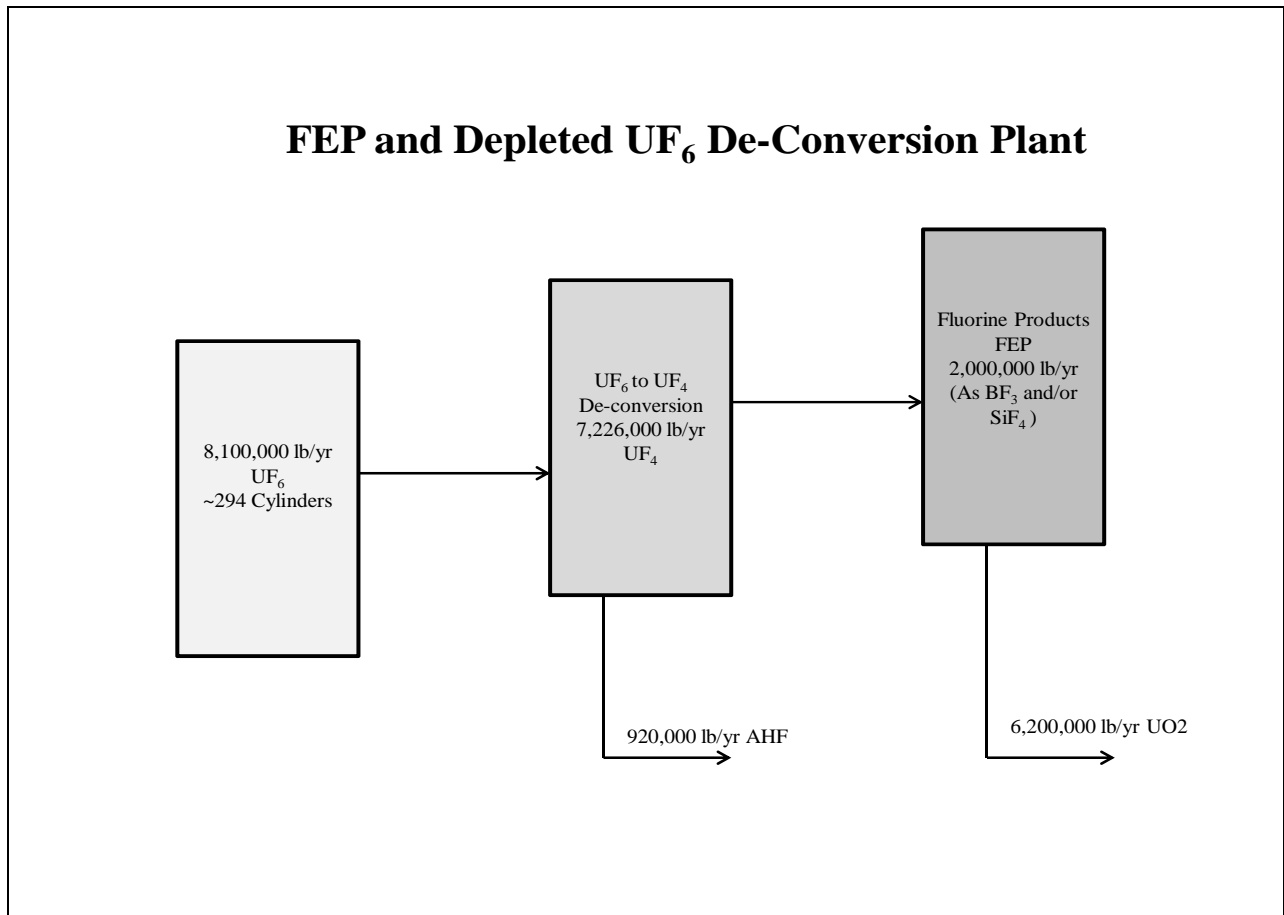 FEP and Depleted UF₆ De-Conversion Plant
8,100,000 lb/yr
UF₆
~294 Cylinders
UF₆ to UF₄
De-conversion
7,226,000 lb/yr
UF₄
Fluorine Products
FEP
2,000,000 lb/yr
(As BF₃ and/or
SiF₄ )
920,000 lb/yr AHF
6,200,000 lb/yr UO2